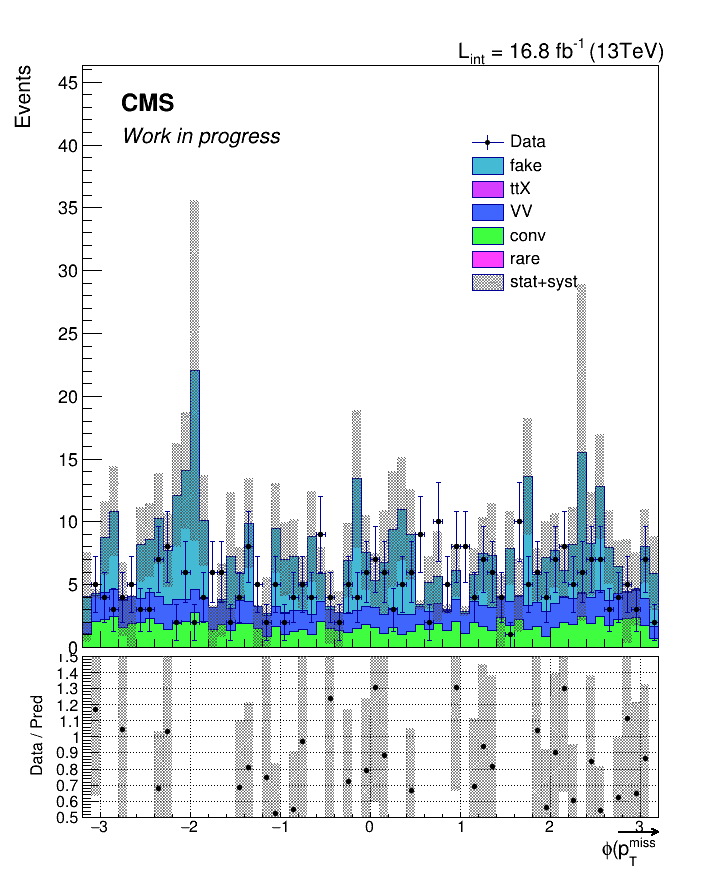 L_int = 16.8 fb^-1 (13TeV)
Events
45
40
35
30
25
20
15
10
5
0
CMS
Work in progress
Data
fake
ttX
VV
conv
rare
stat+syst
Data / Pred
1.5
1.4
1.3
1.2
1.1
1
0.9
0.8
0.7
0.6
0.5
−3 −2 −1 0 1 2 3
ϕ(p_T^miss